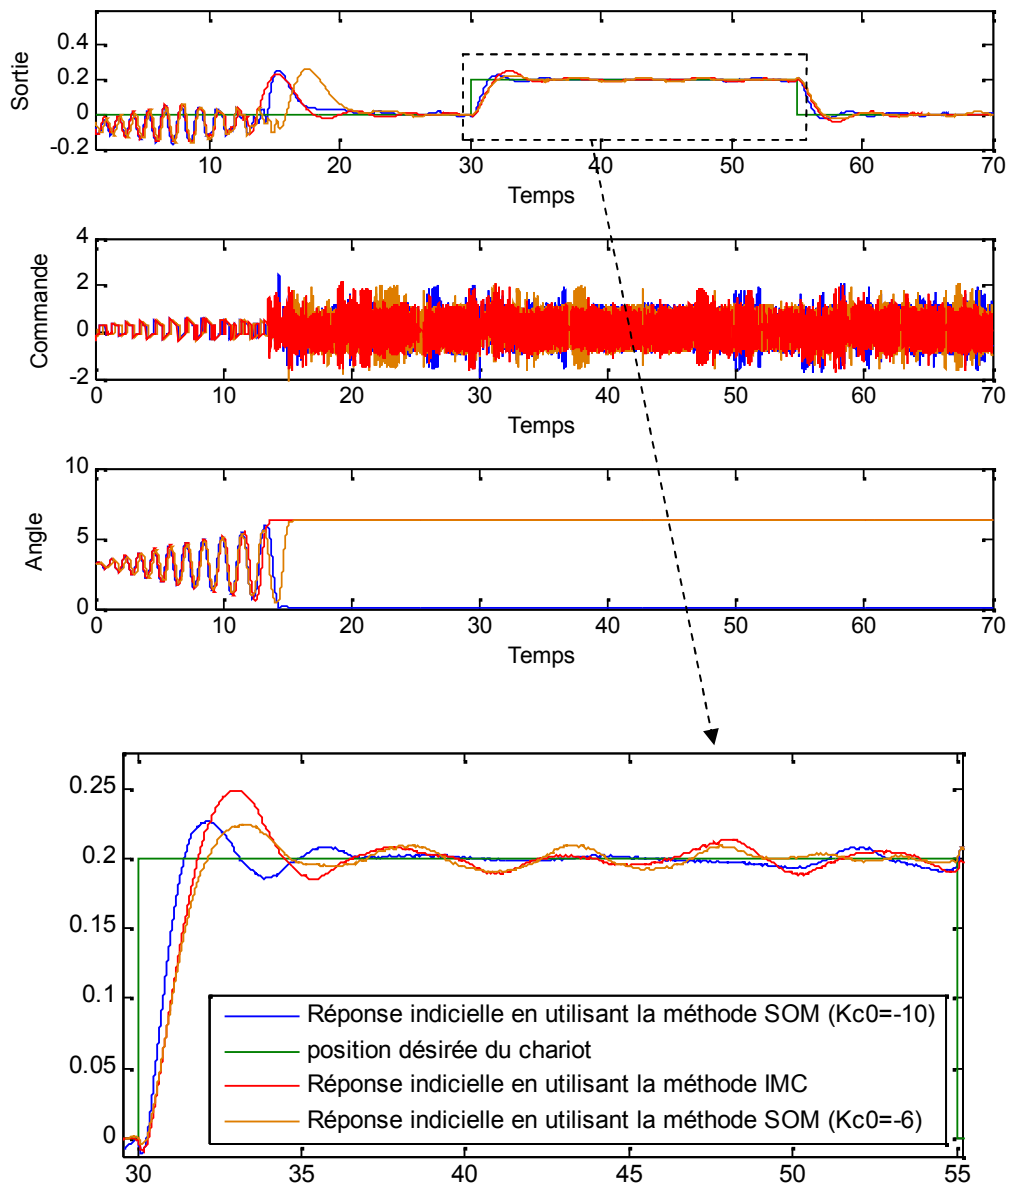 0.4
0.2
0
-0.2
Sortie
10 20 30 40 50 60 70
Temps
4
2
0
-2
Commande
0 10 20 30 40 50 60 70
Temps
10
5
0
Angle
0 10 20 30 40 50 60 70
Temps
0.25
0.2
0.15
0.1
0.05
0
Réponse indicielle en utilisant la méthode SOM (Kc0=-10)
position désirée du chariot
Réponse indicielle en utilisant la méthode IMC
Réponse indicielle en utilisant la méthode SOM (Kc0=-6)
30 35 40 45 50 55